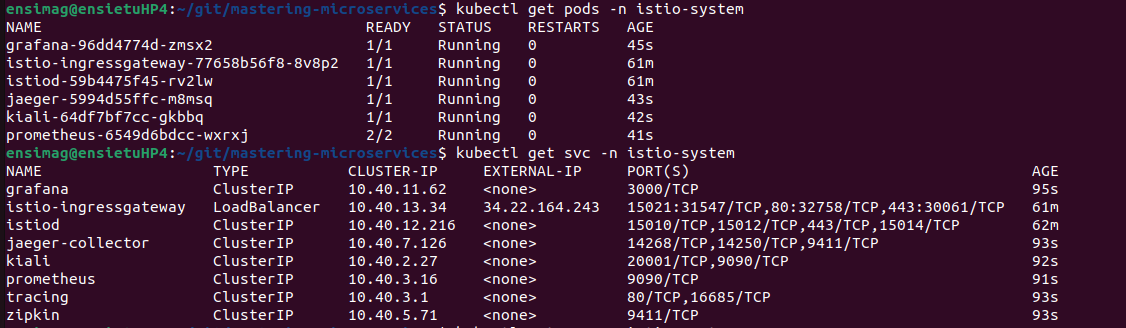 ensimag@ensietuHP4:~/git/mastering-microservices$ kubectl get pods -n istio-system
NAME READY STATUS RESTARTS AGE
grafana-96dd4774d-zmsx2 1/1 Running 0 45s
istio-ingressgateway-77658b56f8-8v8p2 1/1 Running 0 61m
istiod-59b4475f45-rv2lw 1/1 Running 0 61m
jaeger-5994d55ffc-m8msq 1/1 Running 0 43s
kiali-64df7bf7cc-gkbbq 1/1 Running 0 42s
prometheus-6549d6bdcc-wxrxj 2/2 Running 0 41s
ensimag@ensietuHP4:~/git/mastering-microservices$ kubectl get svc -n istio-system
NAME TYPE CLUSTER-IP EXTERNAL-IP PORT(S) AGE
grafana ClusterIP 10.40.11.62 <none> 3000/TCP 95s
istio-ingressgateway LoadBalancer 10.40.13.34 34.22.164.243 15021:31547/TCP,80:32758/TCP,443:30061/TCP 61m
istiod ClusterIP 10.40.12.216 <none> 15010/TCP,15012/TCP,443/TCP,15014/TCP 62m
jaeger-collector ClusterIP 10.40.7.126 <none> 14268/TCP,14250/TCP,9411/TCP 93s
kiali ClusterIP 10.40.2.27 <none> 20001/TCP,9090/TCP 92s
prometheus ClusterIP 10.40.3.16 <none> 9090/TCP 91s
tracing ClusterIP 10.40.3.1 <none> 80/TCP,16685/TCP 93s
zipkin ClusterIP 10.40.5.71 <none> 9411/TCP 93s